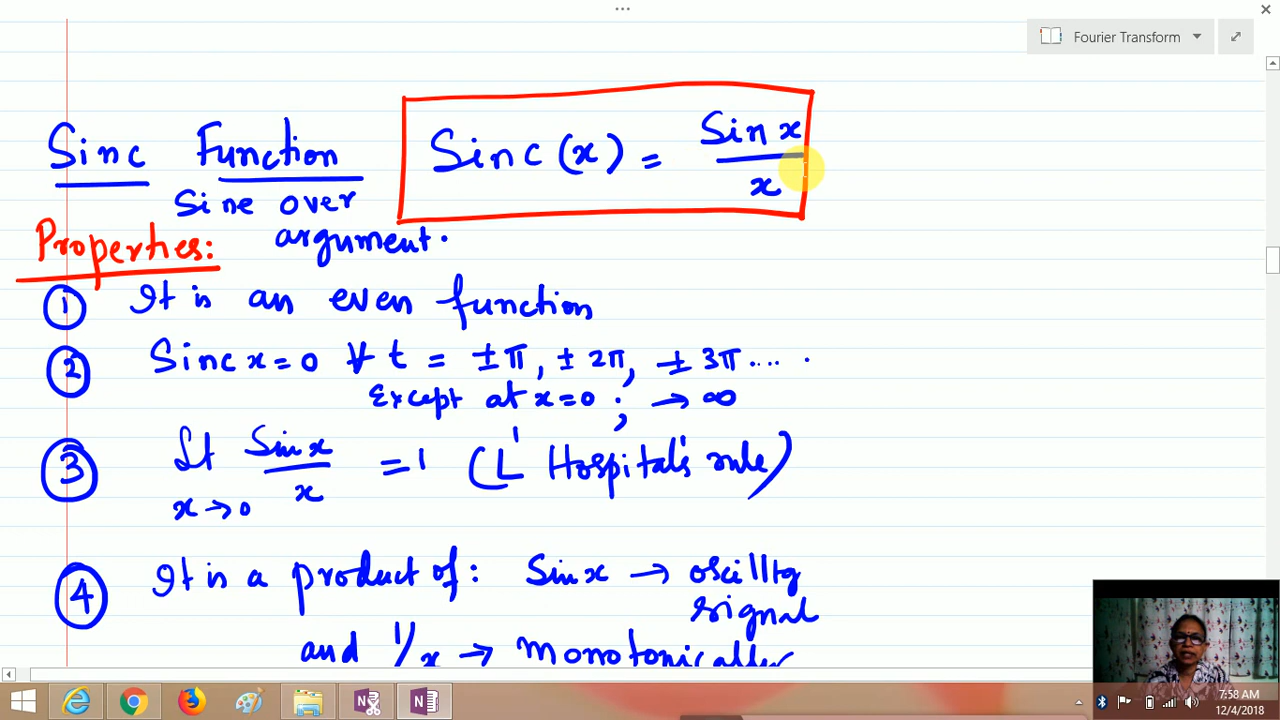 Fourier Transform
Sinc Function Sinc(x) = Sin x / x
Sine over
argument.
Properties:
① It is an even function
② Sinc x = 0 ∀ t = ±π, ±2π, ±3π .... .
Except at x=0 ; → ∞
③ Lt Sin x / x = 1 (L' Hospital's rule)
x→0
④ It is a product of: Sin x → oscilltg
signal
and 1/x → monotonically
7:58 AM
12/4/2018